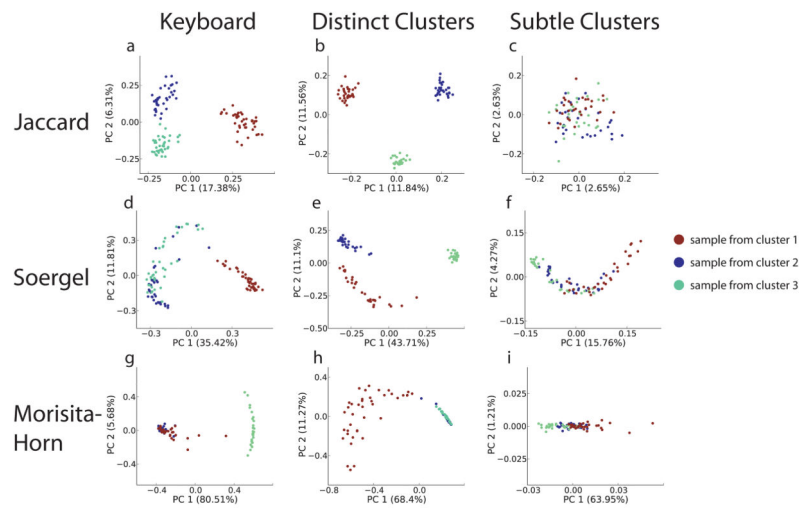 Keyboard Distinct Clusters Subtle Clusters
a b c
Jaccard
PC 2 (6.31%) 0.25 0.00 −0.25
−0.2 0.0 0.2
PC 1 (17.38%)
PC 2 (11.56%) 0.2 0.0 −0.2
−0.2 0.0 0.2
PC 1 (11.84%)
PC 2 (2.63%) 0.2 0.0 −0.2
−0.2 0.0 0.2
PC 1 (2.65%)
d e f
Soergel
PC 2 (11.81%) 0.3 0.0 −0.3
−0.3 0.0 0.3
PC 1 (35.42%)
PC 2 (11.1%) 0.25 0.00 −0.25 −0.50
−0.25 0.00 0.25
PC 1 (43.71%)
PC 2 (4.27%) 0.15 0.00 −0.15
−0.15 0.00 0.15
PC 1 (15.76%)
sample from cluster 1
sample from cluster 2
sample from cluster 3
g h i
Morisita-
Horn
PC 2 (5.68%) 0.4 0.0 −0.4
−0.4 0.0 0.4
PC 1 (80.51%)
PC 2 (11.27%) 0.4 0.0 −0.4 −0.8
−0.8 −0.4 0.0
PC 1 (68.4%)
PC 2 (1.21%) 0.025 0.000 −0.025
−0.03 0.00 0.03
PC 1 (63.95%)